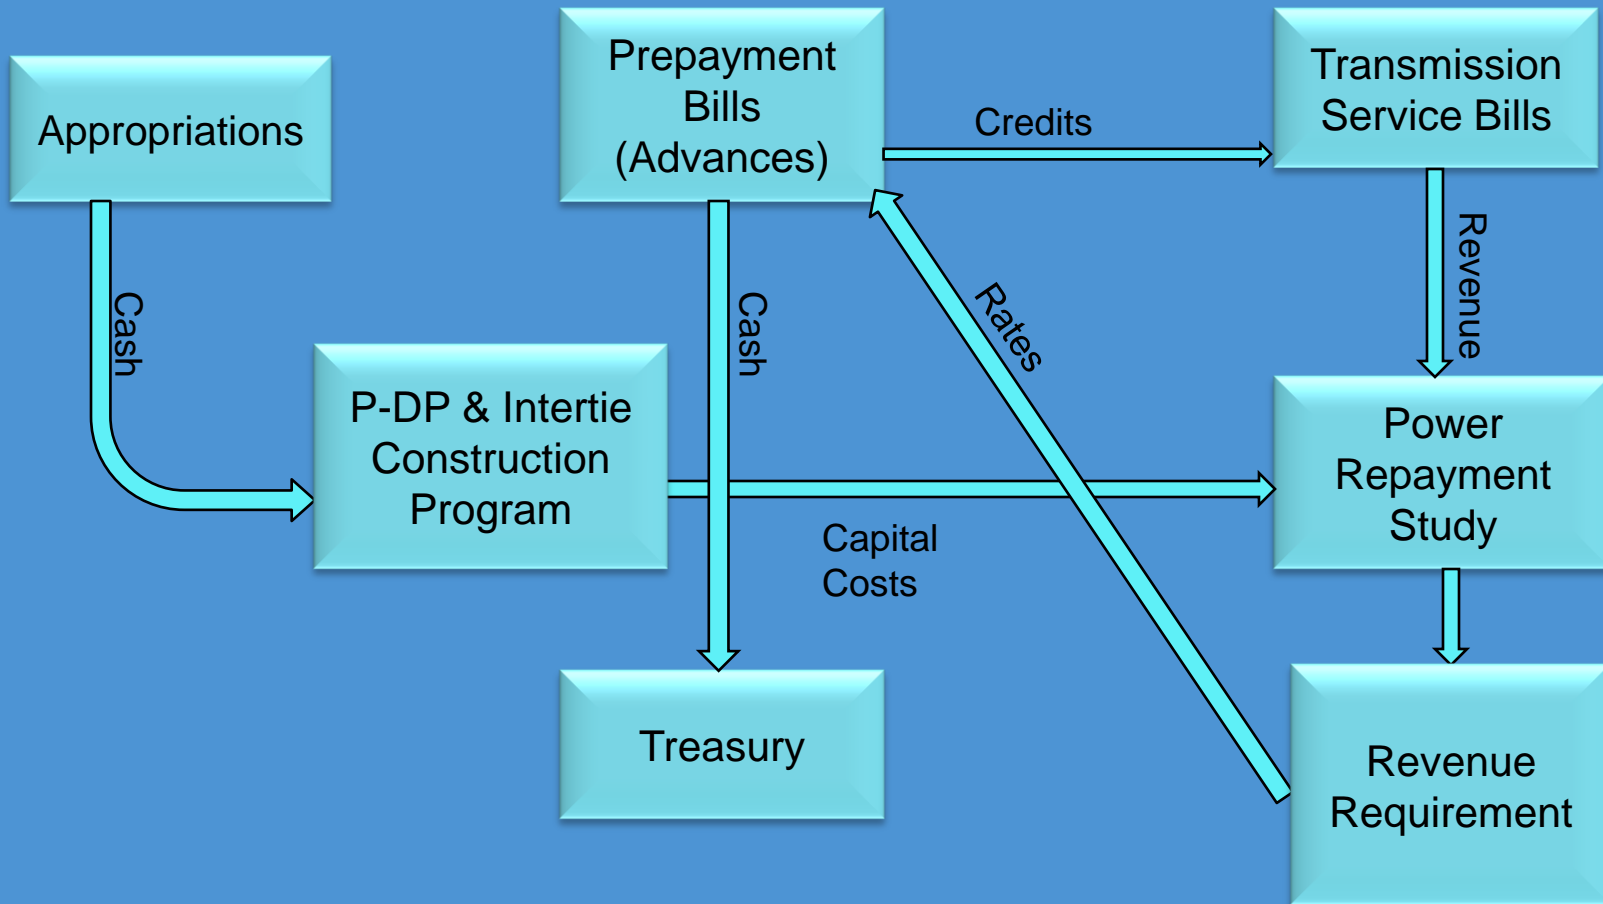 Appropriations
Prepayment
Bills
(Advances)
Credits
Transmission
Service Bills
Cash
Cash
Rates
Revenue
P-DP & Intertie
Construction
Program
Capital
Costs
Power
Repayment
Study
Treasury
Revenue
Requirement